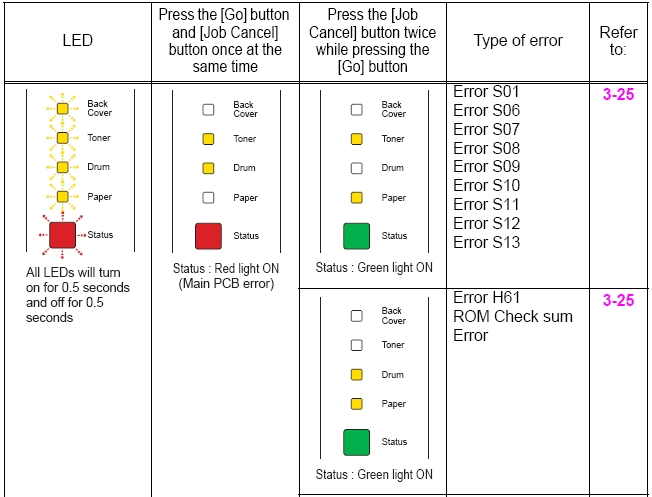 LED
Press the [Go] button
and [Job Cancel]
button once at the
same time
Press the [Job
Cancel] button twice
while pressing the
[Go] button
Type of error
Refer
to:
Back
Cover
Toner
Drum
Paper
Status
All LEDs will turn
on for 0.5 seconds
and off for 0.5
seconds
Back
Cover
Toner
Drum
Paper
Status
Status : Red light ON
(Main PCB error)
Back
Cover
Toner
Drum
Paper
Status
Status : Green light ON
Error S01
Error S06
Error S07
Error S08
Error S09
Error S10
Error S11
Error S12
Error S13
3-25
Back
Cover
Toner
Drum
Paper
Status
Status : Green light ON
Error H61
ROM Check sum
Error
3-25